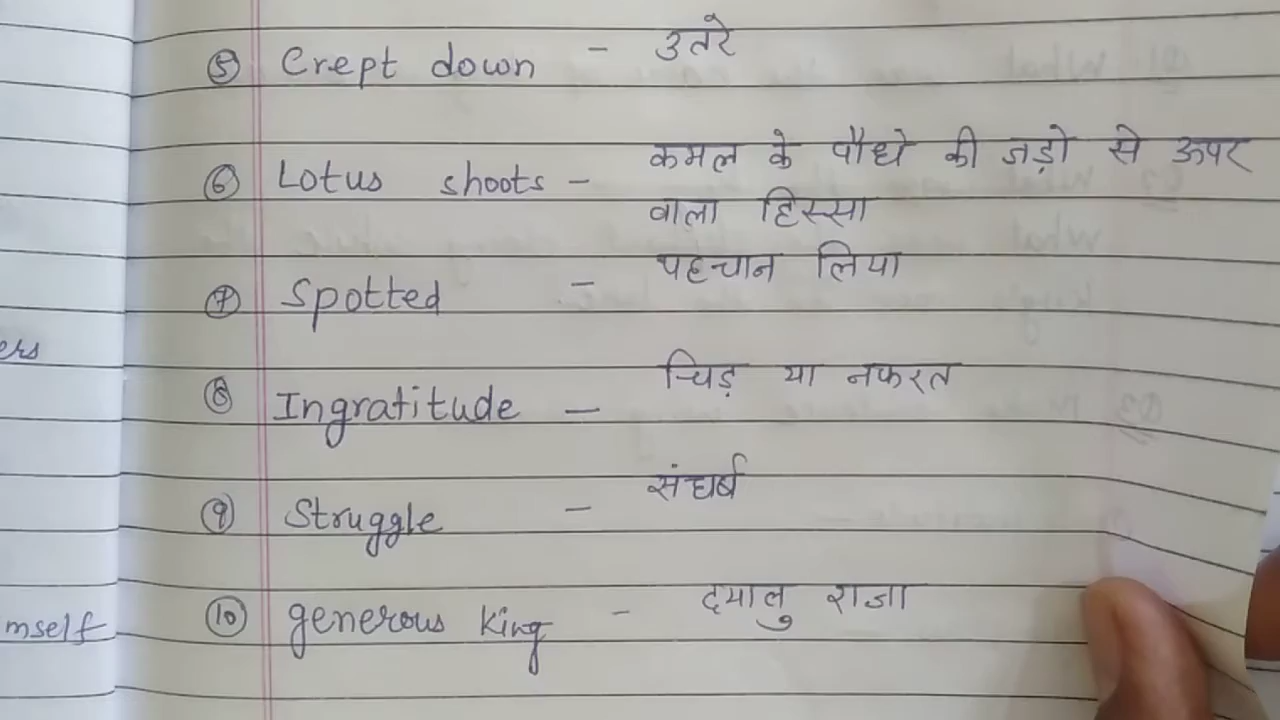 ⑤ Crept down - उतरे
⑥ Lotus shoots - कमल के पौधे की जड़ो से ऊपर
वाला हिस्सा
⑦ Spotted - पहचान लिया
ers
⑧ Ingratitude - चिड़ या नफरत
⑨ Struggle - संघर्ष
mself
⑩ generous king - दयालु राजा